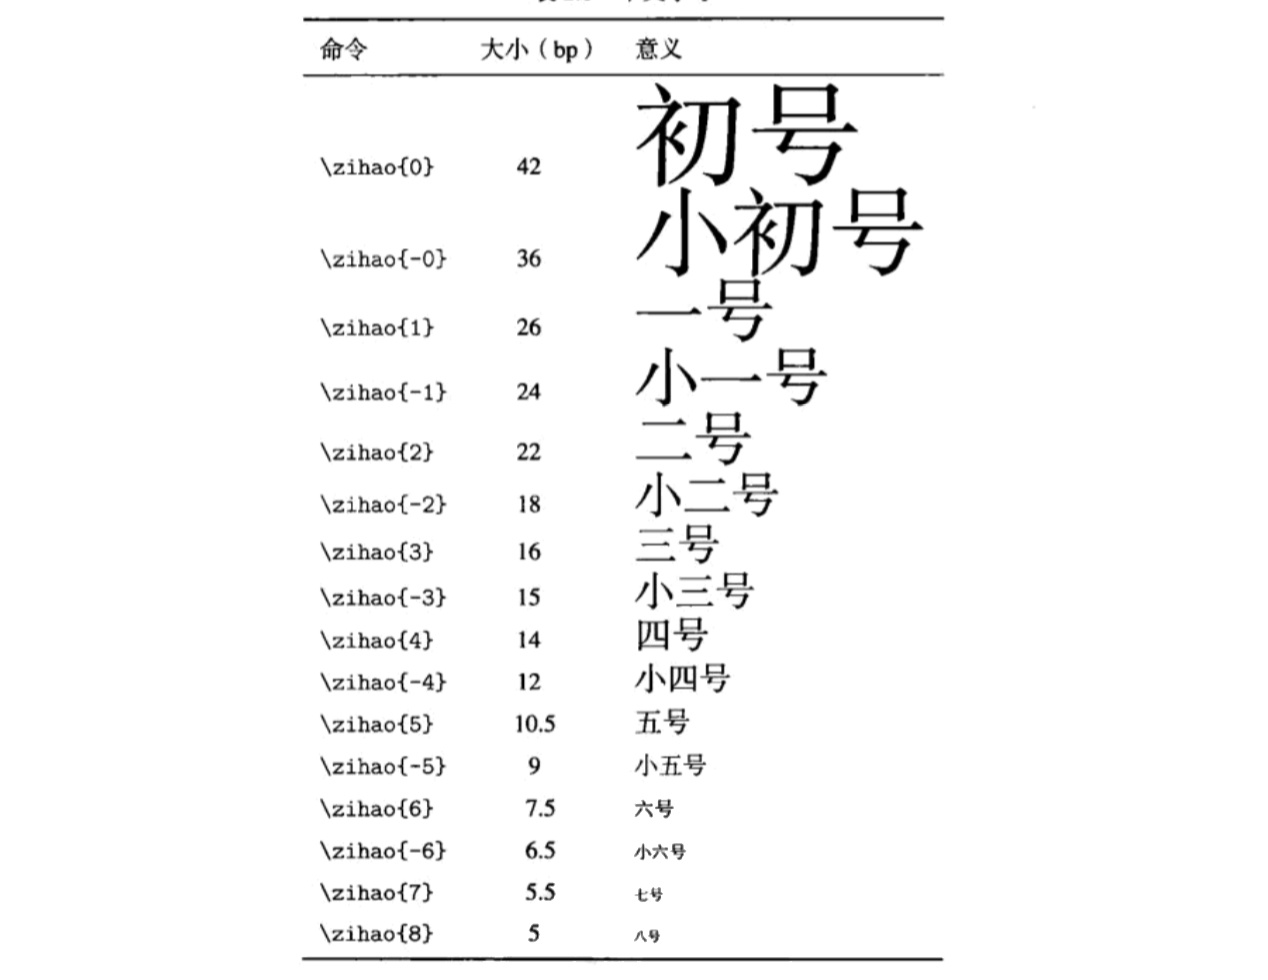 命令 大小（bp） 意义
\zihao{0} 42 初号
\zihao{-0} 36 小初号
\zihao{1} 26 一号
\zihao{-1} 24 小一号
\zihao{2} 22 二号
\zihao{-2} 18 小二号
\zihao{3} 16 三号
\zihao{-3} 15 小三号
\zihao{4} 14 四号
\zihao{-4} 12 小四号
\zihao{5} 10.5 五号
\zihao{-5} 9 小五号
\zihao{6} 7.5 六号
\zihao{-6} 6.5 小六号
\zihao{7} 5.5 七号
\zihao{8} 5 八号